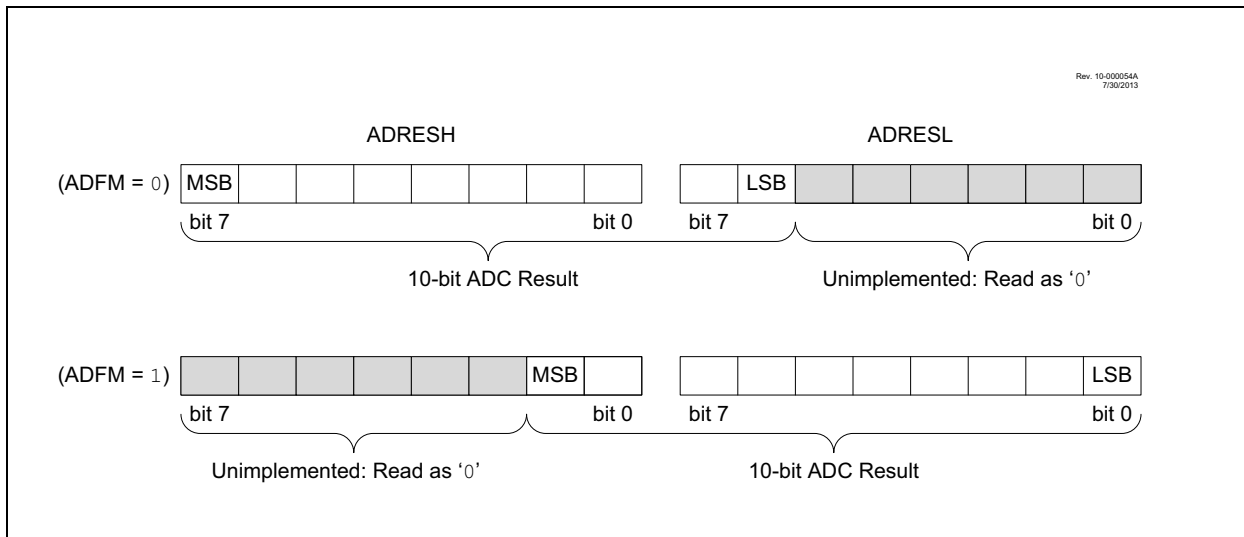 Rev. 10-000054A
7/30/2013
ADRESH ADRESL
(ADFM = 0) MSB LSB
bit 7 bit 0 bit 7 bit 0
10-bit ADC Result Unimplemented: Read as ‘0’
(ADFM = 1) MSB LSB
bit 7 bit 0 bit 7 bit 0
Unimplemented: Read as ‘0’ 10-bit ADC Result